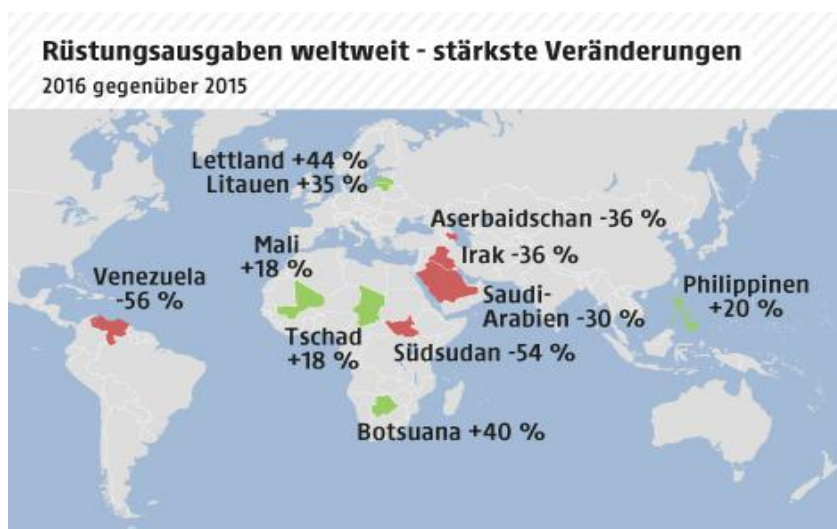 Rüstungsausgaben weltweit - stärkste Veränderungen
2016 gegenüber 2015
Lettland +44 %
Litauen +35 %
Aserbaidschan -36 %
Mali
+18 %
Irak -36 %
Venezuela
-56 %
Saudi-
Arabien -30 %
Philippinen
+20 %
Tschad
+18 %
Südsudan -54 %
Botsuana +40 %